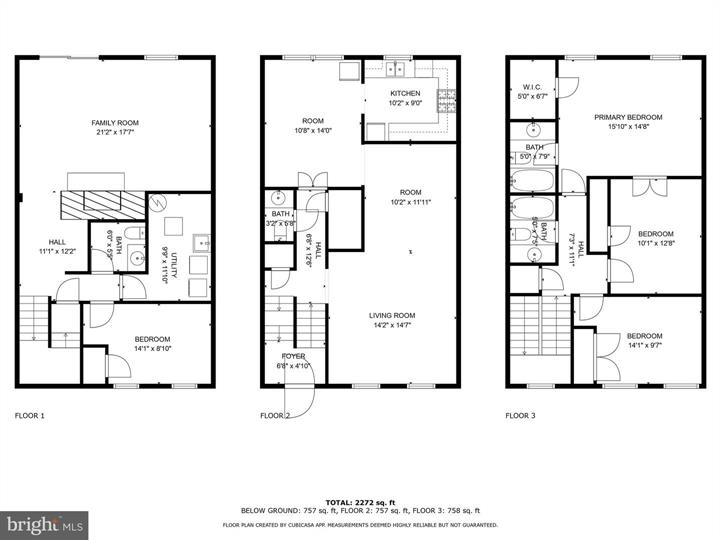 FAMILY ROOM
21'2" x 17'7"
HALL
11'1" x 12'2"
BATH
6'0" x 5'5"
UTILITY
9'9" x 11'10"
BEDROOM
14'1" x 8'10"
FLOOR 1
ROOM
10'8" x 14'0"
KITCHEN
10'2" x 9'0"
ROOM
10'2" x 11'11"
BATH
3'2" x 6'8"
HALL
6'8" x 12'6"
LIVING ROOM
14'2" x 14'7"
FOYER
6'8" x 4'10"
FLOOR 2
W.I.C.
5'0" x 6'7"
PRIMARY BEDROOM
15'10" x 14'8"
BATH
5'0" x 7'9"
BATH
5'0" x 7'5"
HALL
7'3" x 11'1"
BEDROOM
10'1" x 12'8"
BEDROOM
14'1" x 9'7"
FLOOR 3
TOTAL: 2272 sq. ft
BELOW GROUND: 757 sq. ft, FLOOR 2: 757 sq. ft, FLOOR 3: 758 sq. ft
FLOOR PLAN CREATED BY CUBICASA APP. MEASUREMENTS DEEMED HIGHLY RELIABLE BUT NOT GUARANTEED.
bright MLS